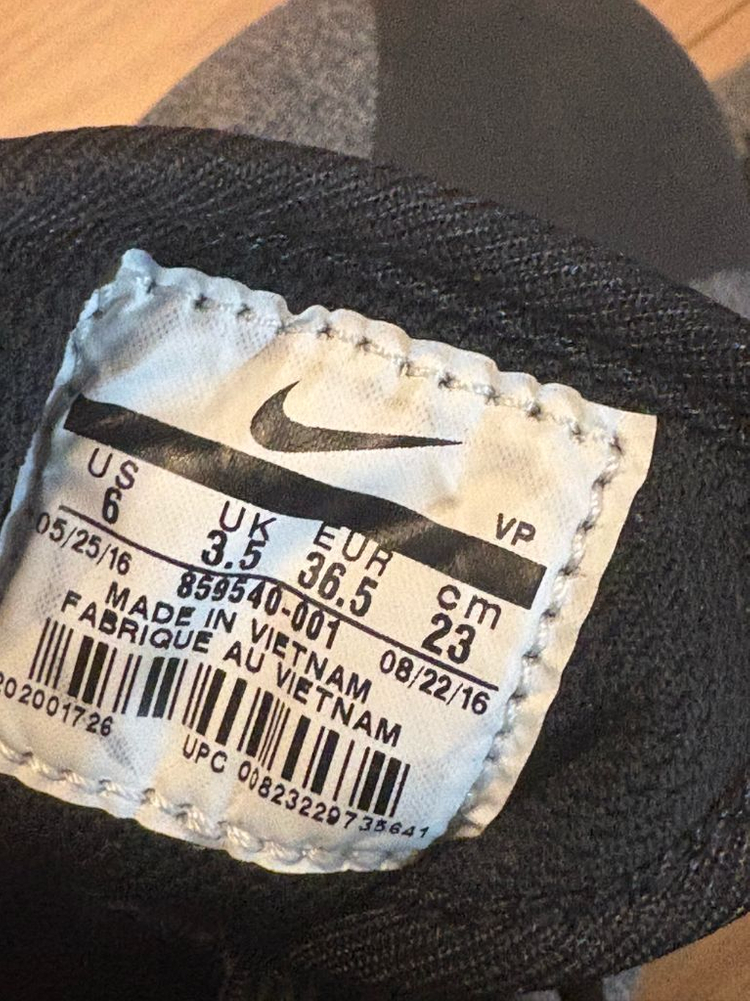 VP
US UK EUR cm
6 3.5 36.5 23
05/25/16 859540-001 08/22/16
MADE IN VIETNAM
FABRIQUE AU VIETNAM
202001726 UPC 00823229735641